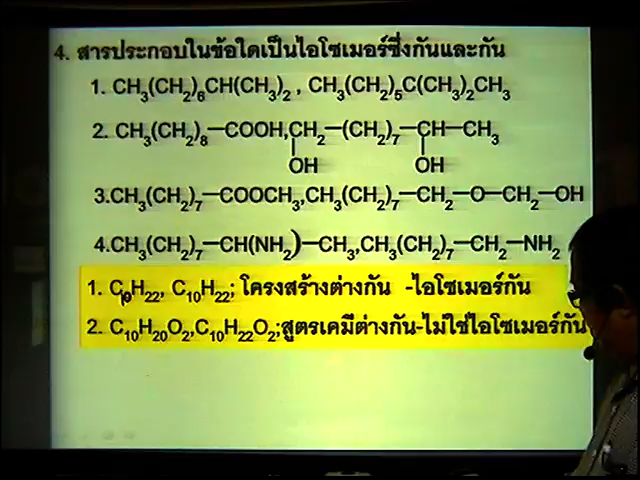 4. สารประกอบในข้อใดเป็นไอโซเมอร์ซึ่งกันและกัน
1. CH₃(CH₂)₆CH(CH₃)₂ , CH₃(CH₂)₅C(CH₃)₂CH₃
2. CH₃(CH₂)₈–COOH,CH₂–(CH₂)₇–CH–CH₃
OH OH
3.CH₃(CH₂)₇–COOCH₃,CH₃(CH₂)₇–CH₂–O–CH₂–OH
4.CH₃(CH₂)₇–CH(NH₂)–CH₃,CH₃(CH₂)₇–CH₂–NH₂
1. C₁₀H₂₂, C₁₀H₂₂; โครงสร้างต่างกัน -ไอโซเมอร์กัน
2. C₁₀H₂₀O₂,C₁₀H₂₂O₂;สูตรเคมีต่างกัน-ไม่ใช่ไอโซเมอร์กัน